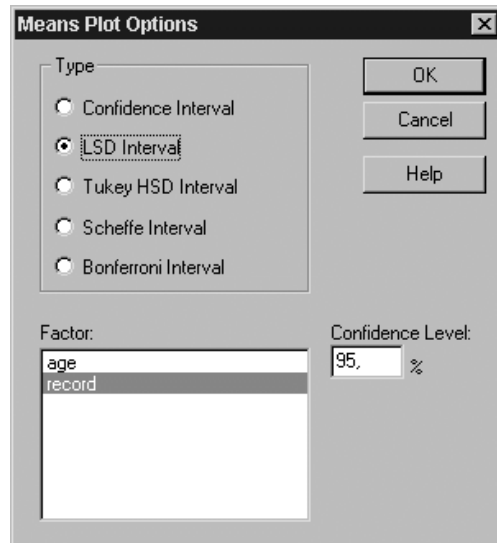 Means Plot Options
Type
Confidence Interval
LSD Interval
Tukey HSD Interval
Scheffe Interval
Bonferroni Interval
OK
Cancel
Help
Factor:
age
record
Confidence Level:
95, %